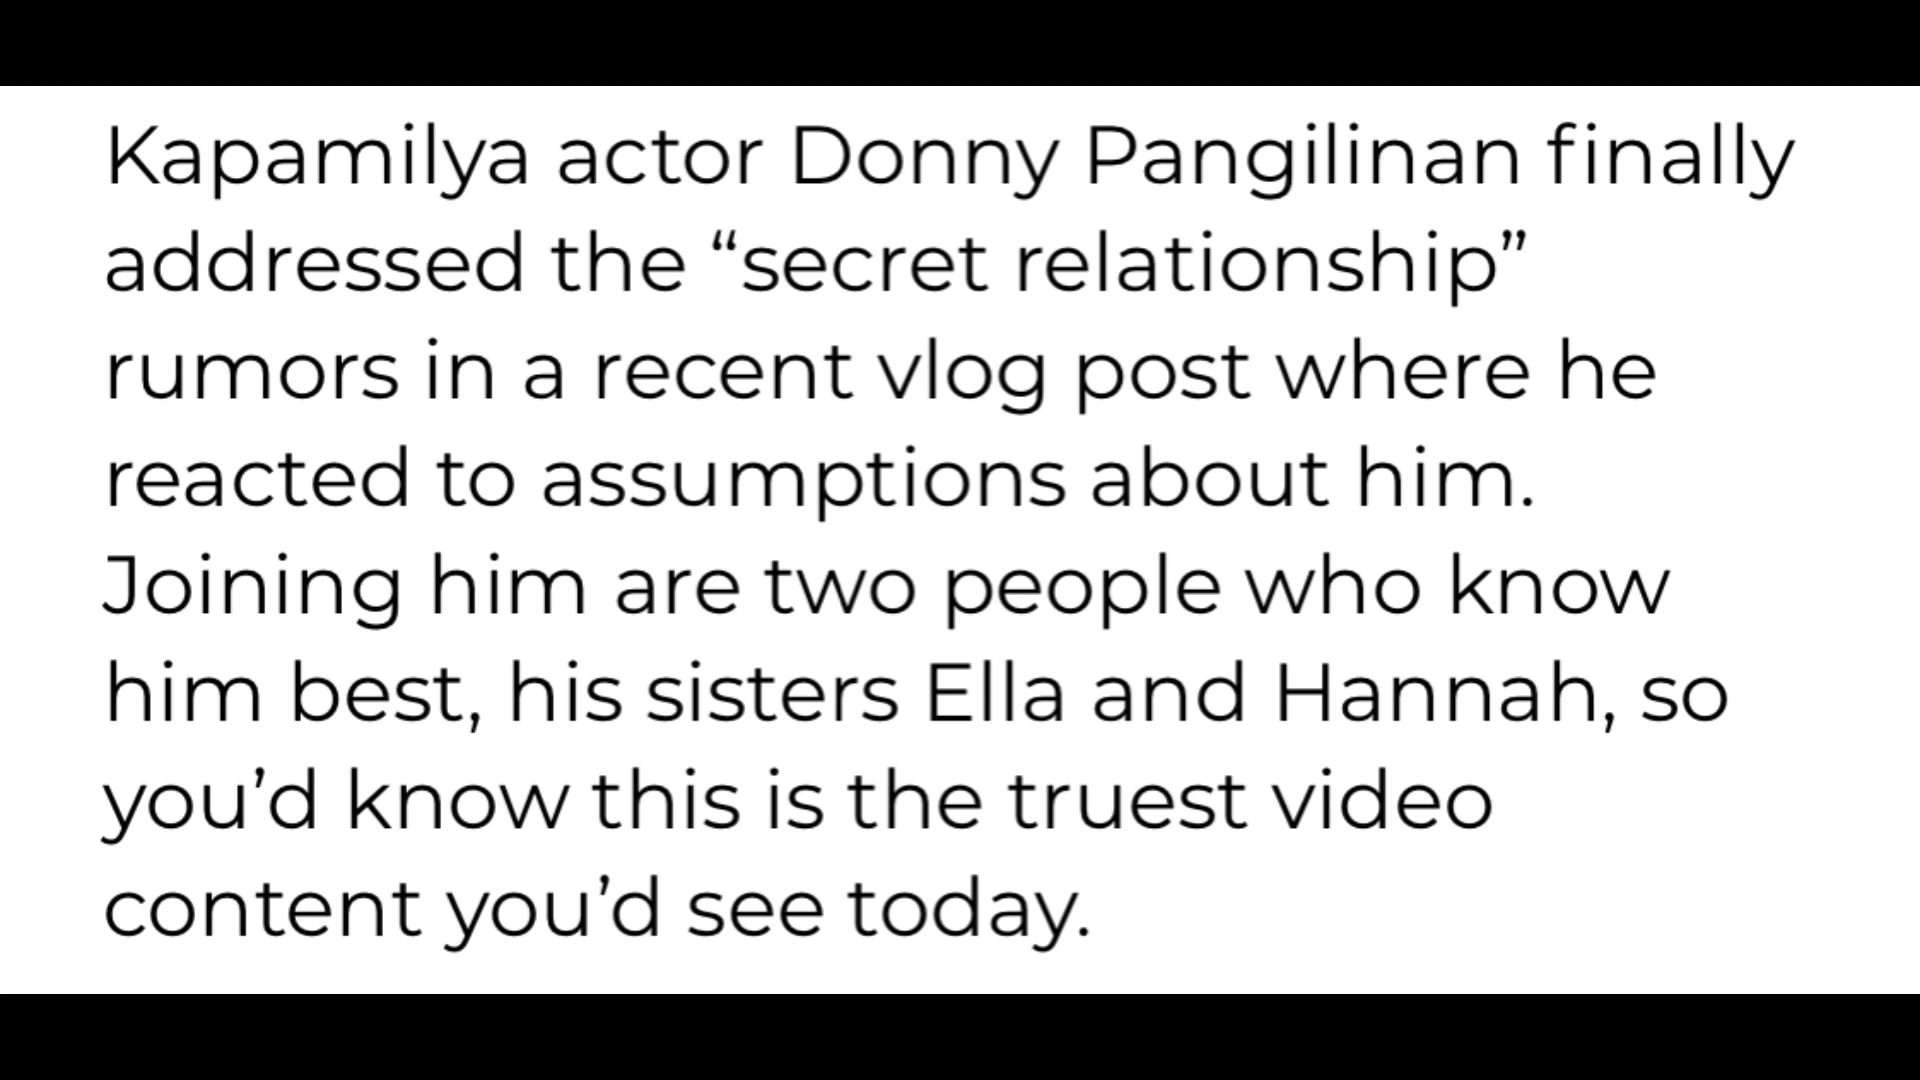 Kapamilya actor Donny Pangilinan finally
addressed the “secret relationship”
rumors in a recent vlog post where he
reacted to assumptions about him.
Joining him are two people who know
him best, his sisters Ella and Hannah, so
you’d know this is the truest video
content you’d see today.